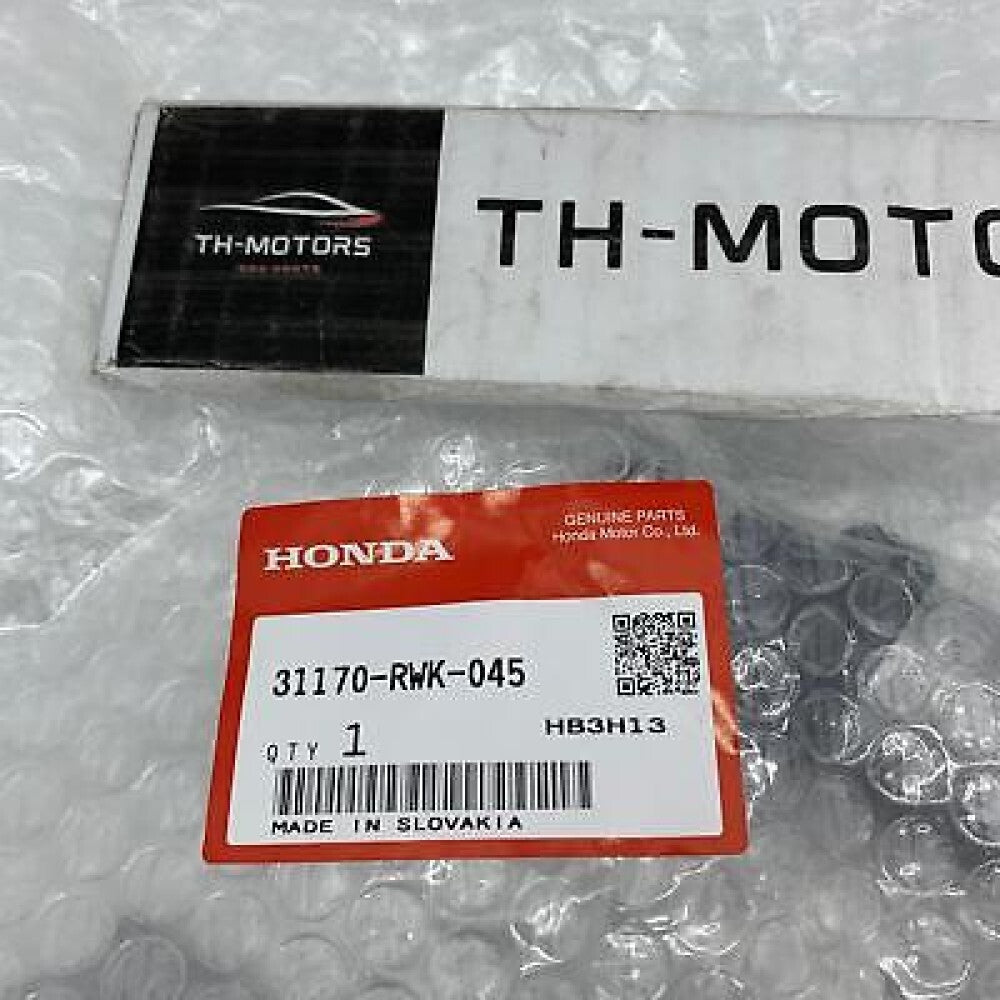 TH-MOTORS
TH-MOTO
HONDA
GENUINE PARTS
Honda Motor Co., Ltd.
31170-RWK-045
QTY 1
HB3H13
MADE IN SLOVAKIA